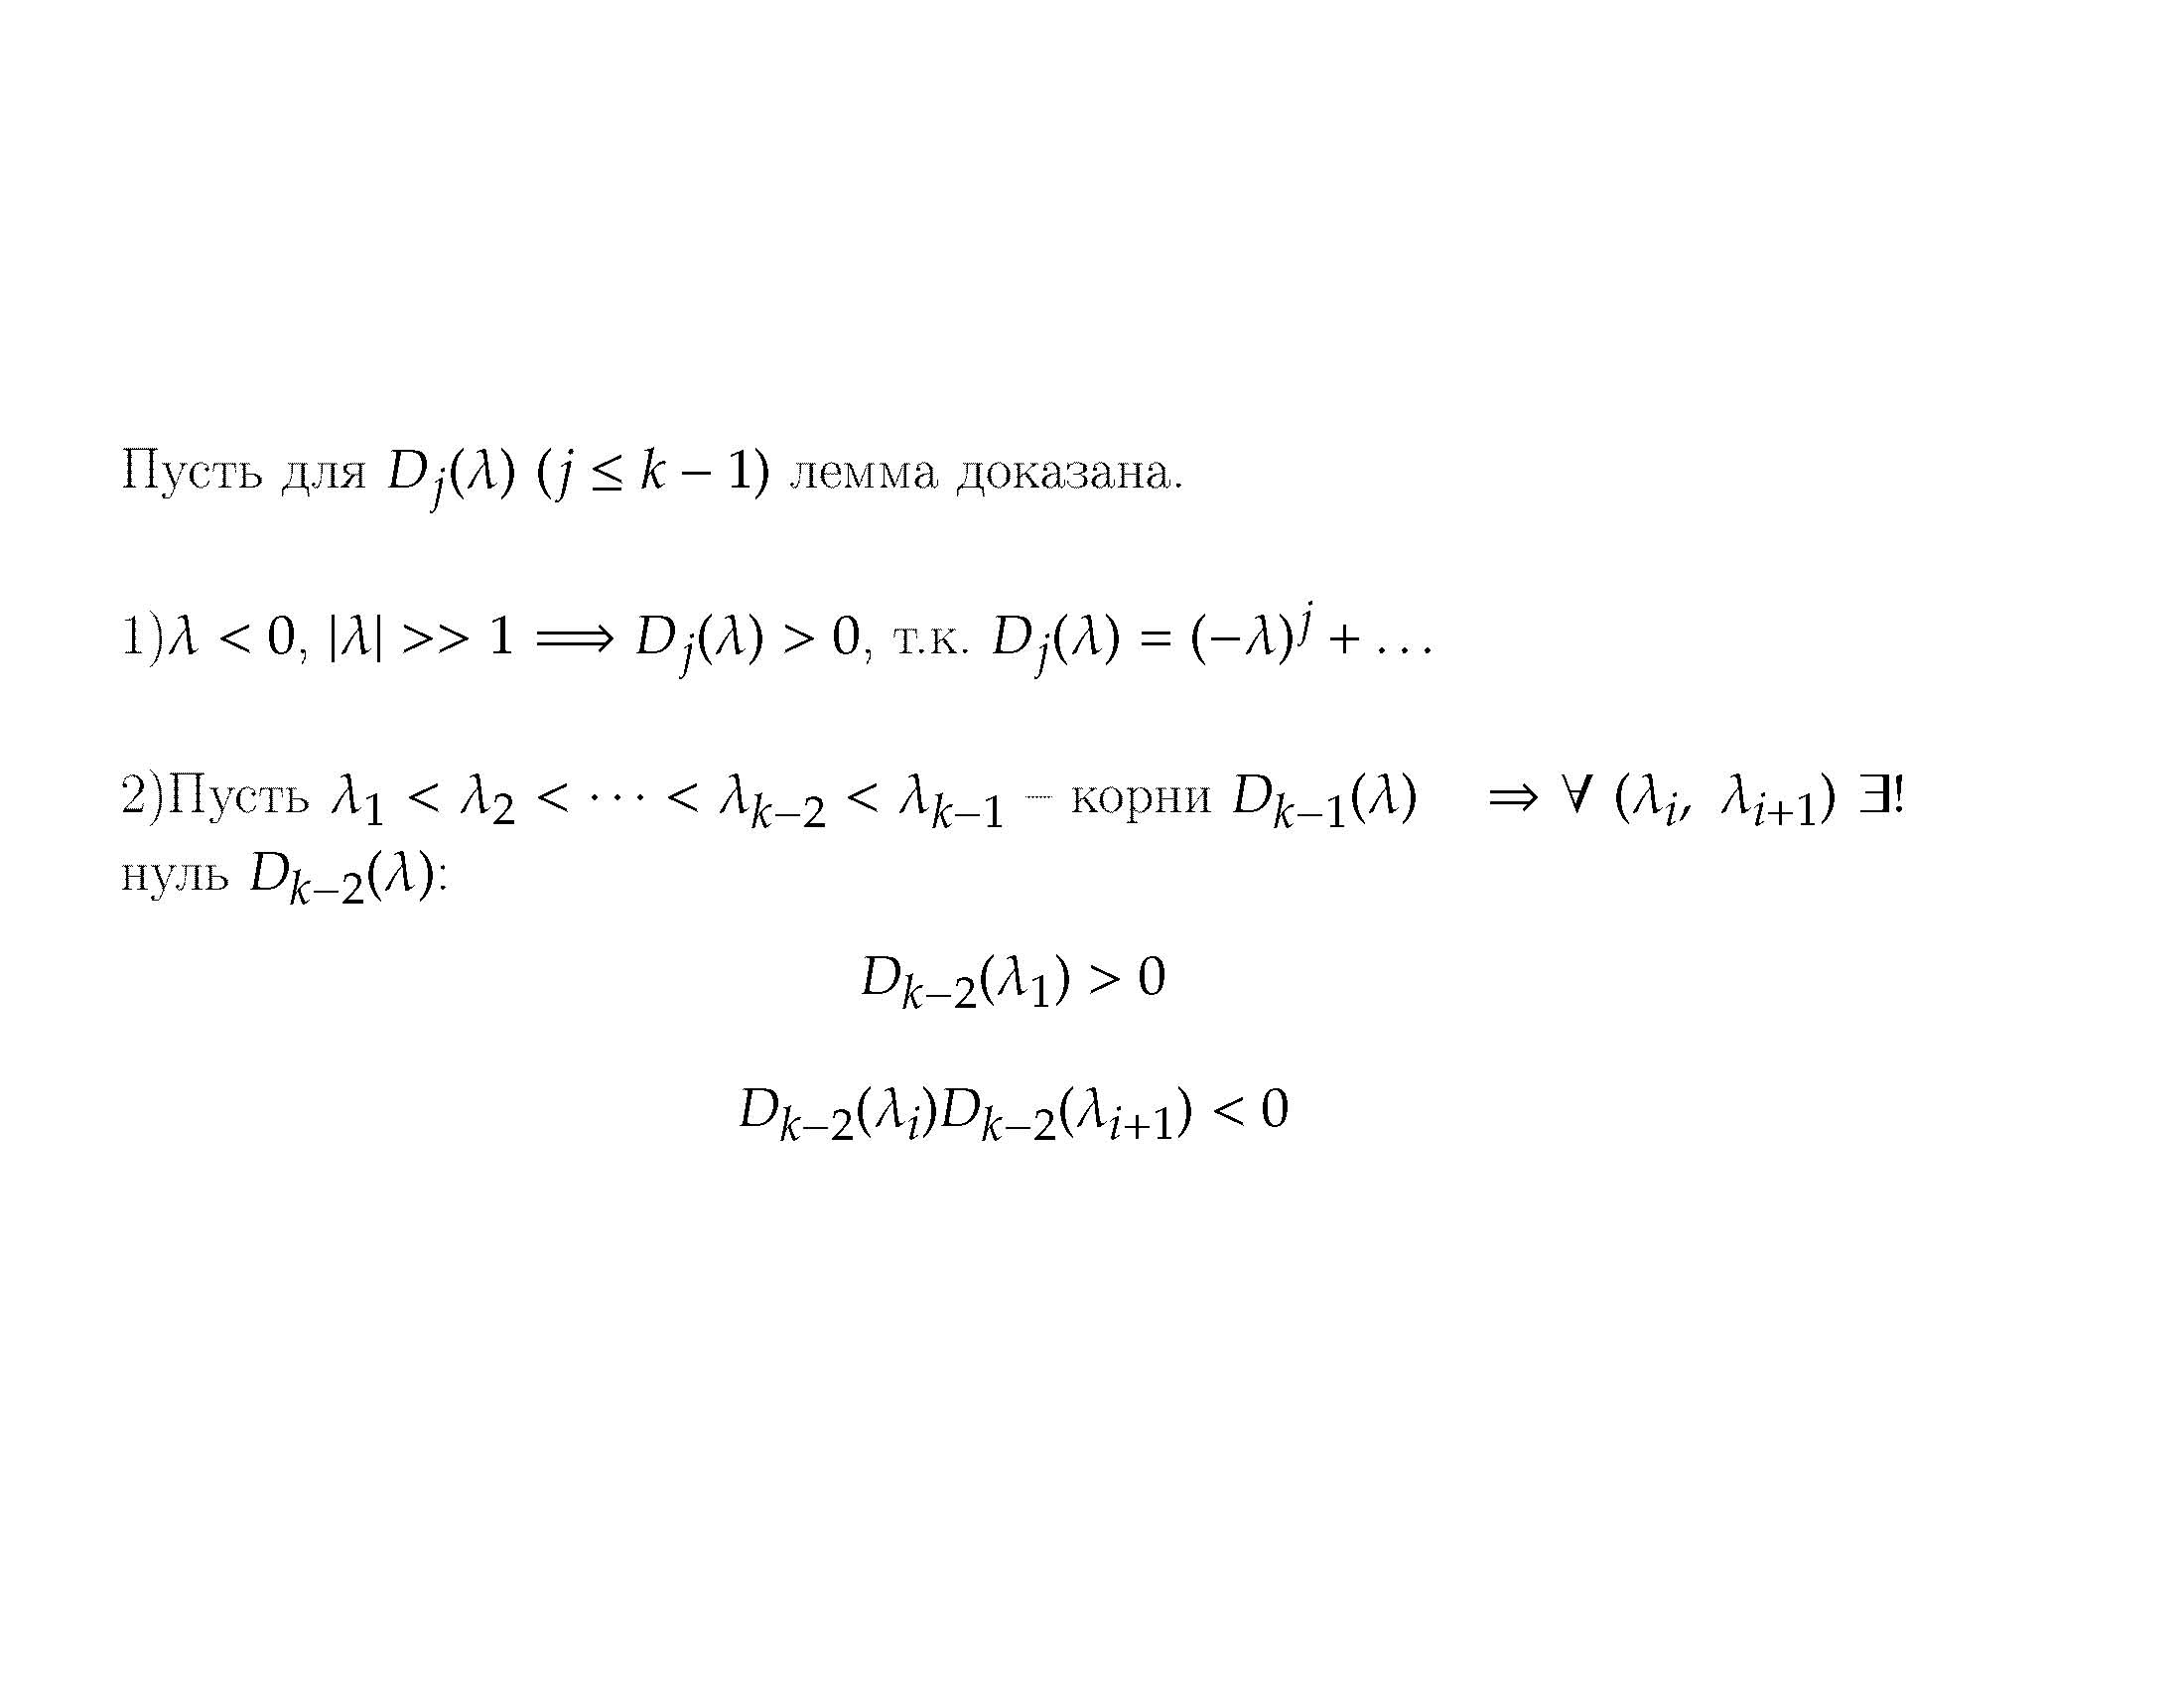 Пусть для D_j(λ) (j ≤ k − 1) лемма доказана.
1)λ < 0, |λ| >> 1 ⟹ D_j(λ) > 0, т.к. D_j(λ) = (−λ)^j + …
2)Пусть λ_1 < λ_2 < ⋯ < λ_{k−2} < λ_{k−1} – корни D_{k−1}(λ) ⇒ ∀ (λ_i, λ_{i+1}) ∃!
нуль D_{k−2}(λ):
D_{k−2}(λ_1) > 0
D_{k−2}(λ_i)D_{k−2}(λ_{i+1}) < 0